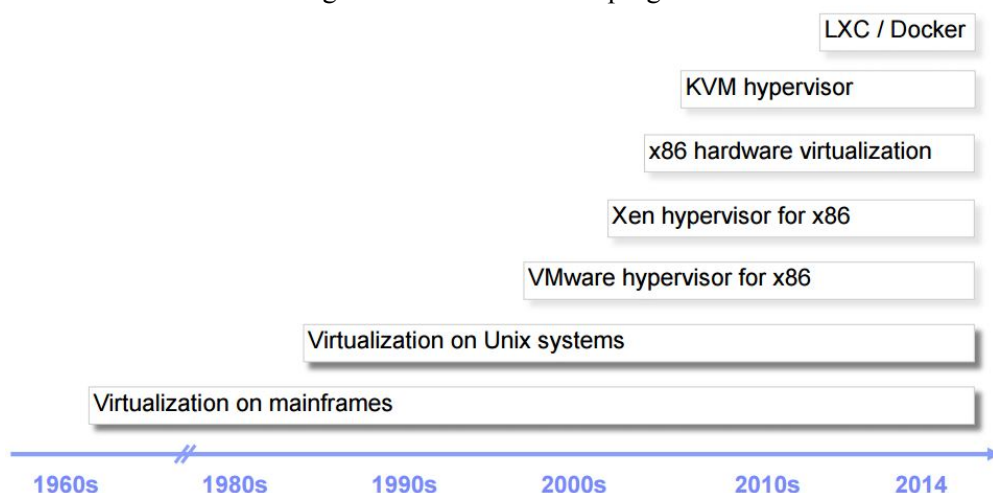 LXC / Docker
KVM hypervisor
x86 hardware virtualization
Xen hypervisor for x86
VMware hypervisor for x86
Virtualization on Unix systems
Virtualization on mainframes
1960s 1980s 1990s 2000s 2010s 2014